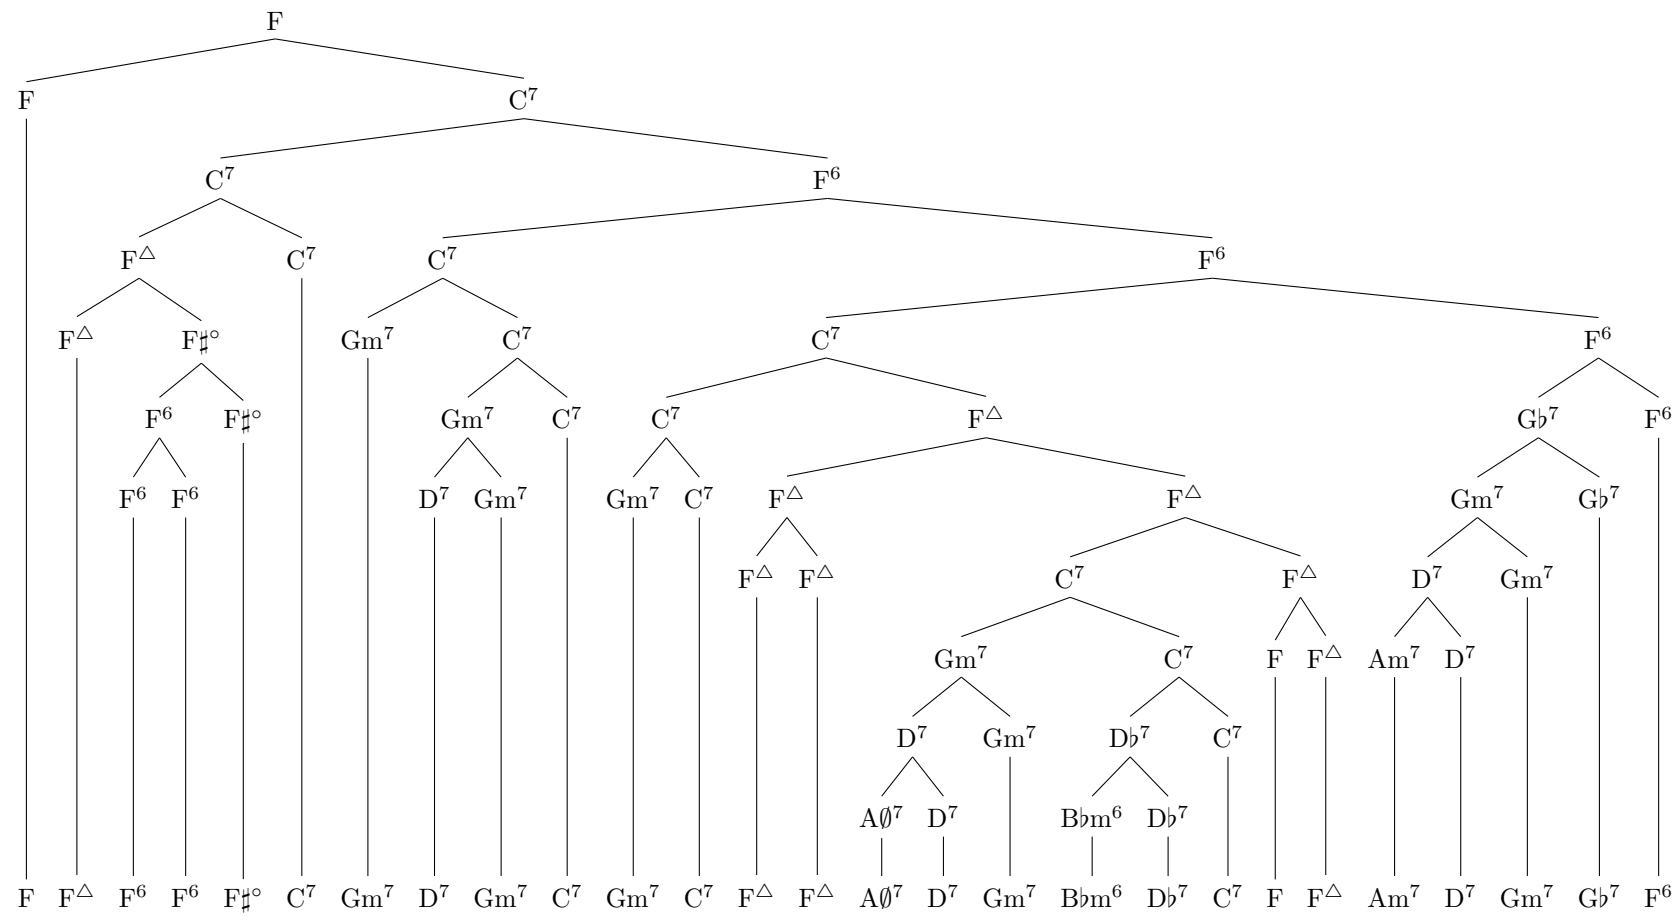 F
F C⁷
C⁷ F⁶
F△ C⁷ C⁷ F⁶
F△ F♯° Gm⁷ C⁷ C⁷ F⁶
F⁶ F♯° Gm⁷ C⁷ C⁷ F△ G♭⁷ F⁶
F⁶ F⁶ D⁷ Gm⁷ Gm⁷ C⁷ F△ F△ Gm⁷ G♭⁷
F△ F△ C⁷ F△ D⁷ Gm⁷
Gm⁷ C⁷ F F△ Am⁷ D⁷
D⁷ Gm⁷ D♭⁷ C⁷
A∅⁷ D⁷ B♭m⁶ D♭⁷
F F△ F⁶ F⁶ F♯° C⁷ Gm⁷ D⁷ Gm⁷ C⁷ Gm⁷ C⁷ F△ F△ A∅⁷ D⁷ Gm⁷ B♭m⁶ D♭⁷ C⁷ F F△ Am⁷ D⁷ Gm⁷ G♭⁷ F⁶